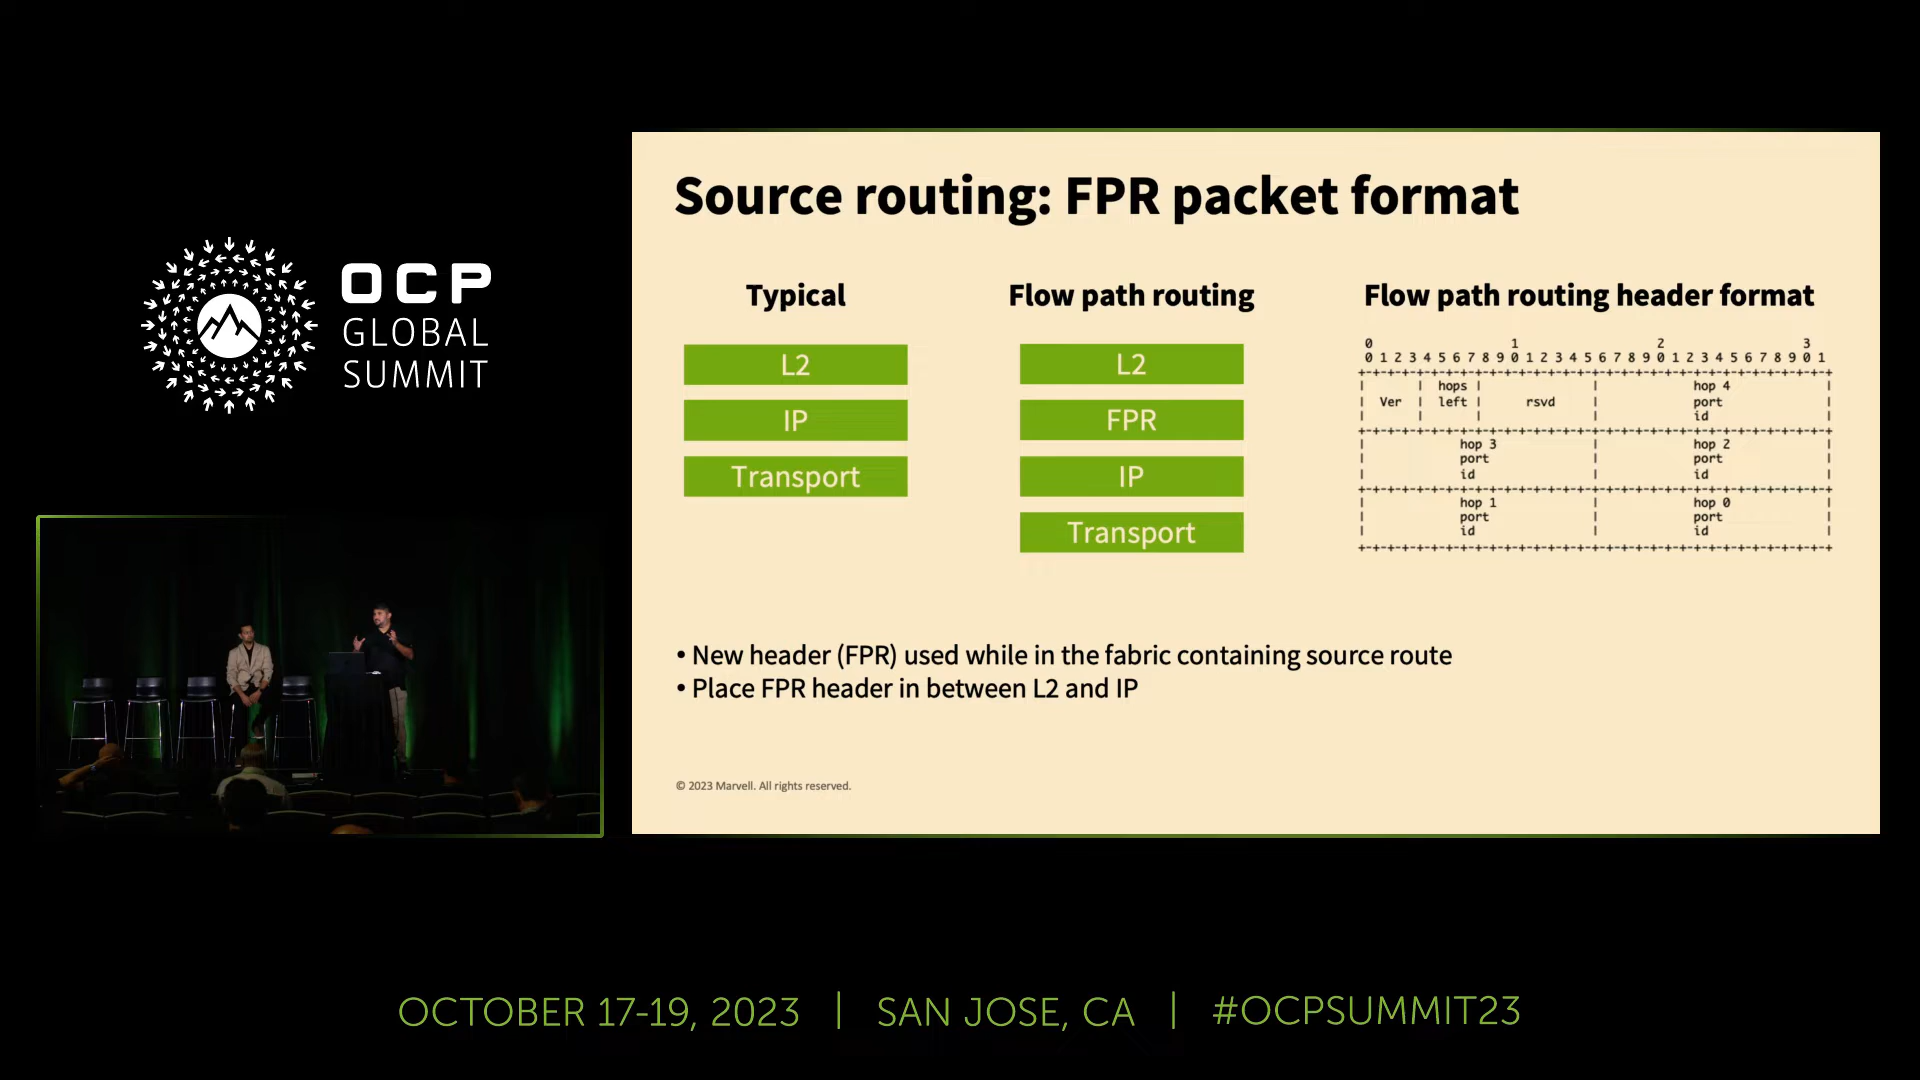 OCP
GLOBAL
SUMMIT
Source routing: FPR packet format
Typical
L2
IP
Transport
Flow path routing
L2
FPR
IP
Transport
Flow path routing header format
0 1 2 3
0 1 2 3 4 5 6 7 8 9 0 1 2 3 4 5 6 7 8 9 0 1 2 3 4 5 6 7 8 9 0 1
+-+-+-+-+-+-+-+-+-+-+-+-+-+-+-+-+-+-+-+-+-+-+-+-+-+-+-+-+-+-+-+-+
| | hops | | hop 4 |
| Ver | left | rsvd | port |
| | | | id |
+-+-+-+-+-+-+-+-+-+-+-+-+-+-+-+-+-+-+-+-+-+-+-+-+-+-+-+-+-+-+-+-+
| hop 3 | hop 2 |
| port | port |
| id | id |
+-+-+-+-+-+-+-+-+-+-+-+-+-+-+-+-+-+-+-+-+-+-+-+-+-+-+-+-+-+-+-+-+
| hop 1 | hop 0 |
| port | port |
| id | id |
+-+-+-+-+-+-+-+-+-+-+-+-+-+-+-+-+-+-+-+-+-+-+-+-+-+-+-+-+-+-+-+-+
• New header (FPR) used while in the fabric containing source route
• Place FPR header in between L2 and IP
© 2023 Marvell. All rights reserved.
OCTOBER 17-19, 2023 | SAN JOSE, CA | #OCPSUMMIT23